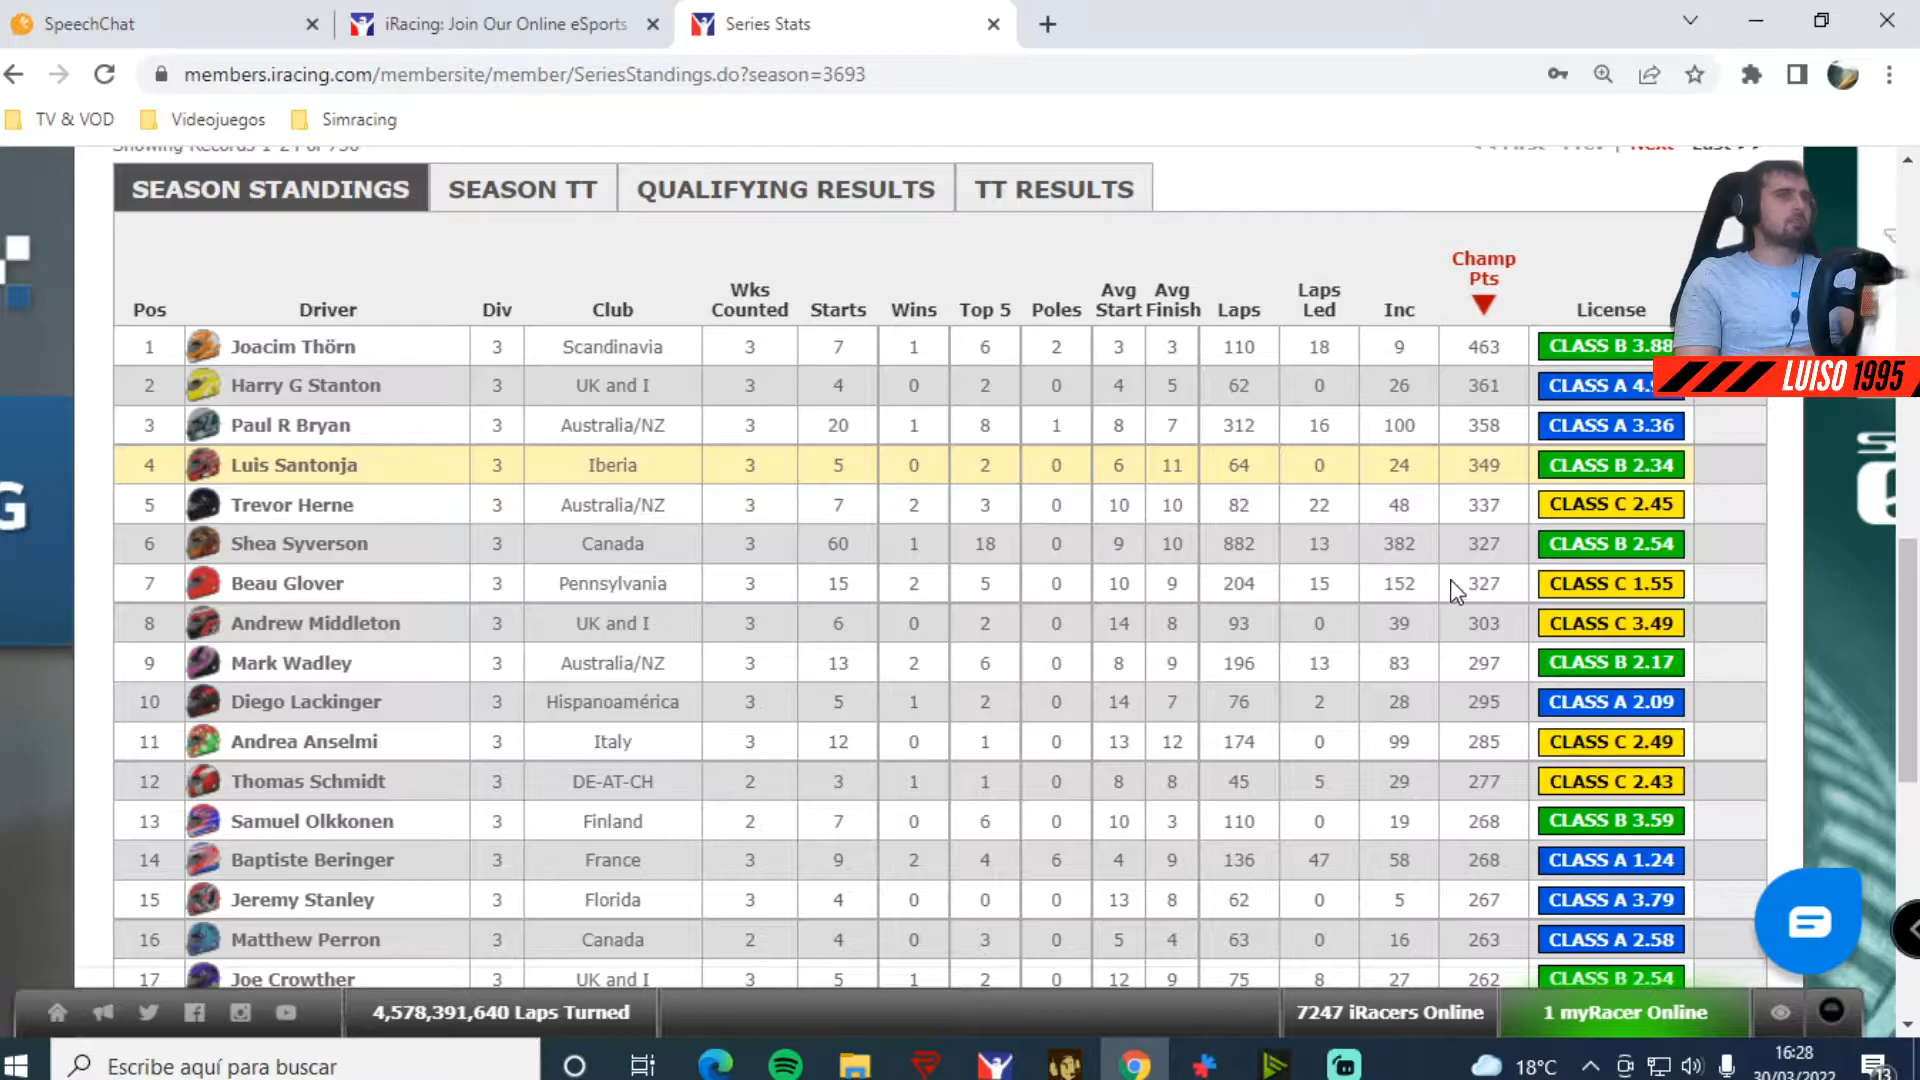 SpeechChat
iRacing: Join Our Online eSports
Series Stats
members.iracing.com/membersite/member/SeriesStandings.do?season=3693
TV & VOD Videojuegos Simracing
SEASON STANDINGS SEASON TT QUALIFYING RESULTS TT RESULTS
Pos Driver Div Club Wks Counted Starts Wins Top 5 Poles Avg Start Avg Finish Laps Laps Led Inc Champ Pts License
1 Joacim Thörn 3 Scandinavia 3 7 1 6 2 3 3 110 18 9 463 CLASS B 3.88
2 Harry G Stanton 3 UK and I 3 4 0 2 0 4 5 62 0 26 361 CLASS A 4.
3 Paul R Bryan 3 Australia/NZ 3 20 1 8 1 8 7 312 16 100 358 CLASS A 3.36
4 Luis Santonja 3 Iberia 3 5 0 2 0 6 11 64 0 24 349 CLASS B 2.34
5 Trevor Herne 3 Australia/NZ 3 7 2 3 0 10 10 82 22 48 337 CLASS C 2.45
6 Shea Syverson 3 Canada 3 60 1 18 0 9 10 882 13 382 327 CLASS B 2.54
7 Beau Glover 3 Pennsylvania 3 15 2 5 0 10 9 204 15 152 327 CLASS C 1.55
8 Andrew Middleton 3 UK and I 3 6 0 2 0 14 8 93 0 39 303 CLASS C 3.49
9 Mark Wadley 3 Australia/NZ 3 13 2 6 0 8 9 196 13 83 297 CLASS B 2.17
10 Diego Lackinger 3 Hispanoamérica 3 5 1 2 0 14 7 76 2 28 295 CLASS A 2.09
11 Andrea Anselmi 3 Italy 3 12 0 1 0 13 12 174 0 99 285 CLASS C 2.49
12 Thomas Schmidt 3 DE-AT-CH 2 3 1 1 0 8 8 45 5 29 277 CLASS C 2.43
13 Samuel Olkkonen 3 Finland 2 7 0 6 0 10 3 110 0 19 268 CLASS B 3.59
14 Baptiste Beringer 3 France 3 9 2 4 6 4 9 136 47 58 268 CLASS A 1.24
15 Jeremy Stanley 3 Florida 3 4 0 0 0 13 8 62 0 5 267 CLASS A 3.79
16 Matthew Perron 3 Canada 2 4 0 3 0 5 4 63 0 16 263 CLASS A 2.58
17 Joe Crowther 3 UK and I 3 5 1 2 0 12 9 75 8 27 262 CLASS B 2.54
LUISO 1995
4,578,391,640 Laps Turned
7247 iRacers Online
1 myRacer Online
Escribe aquí para buscar
18°C
16:28
30/03/2022
13